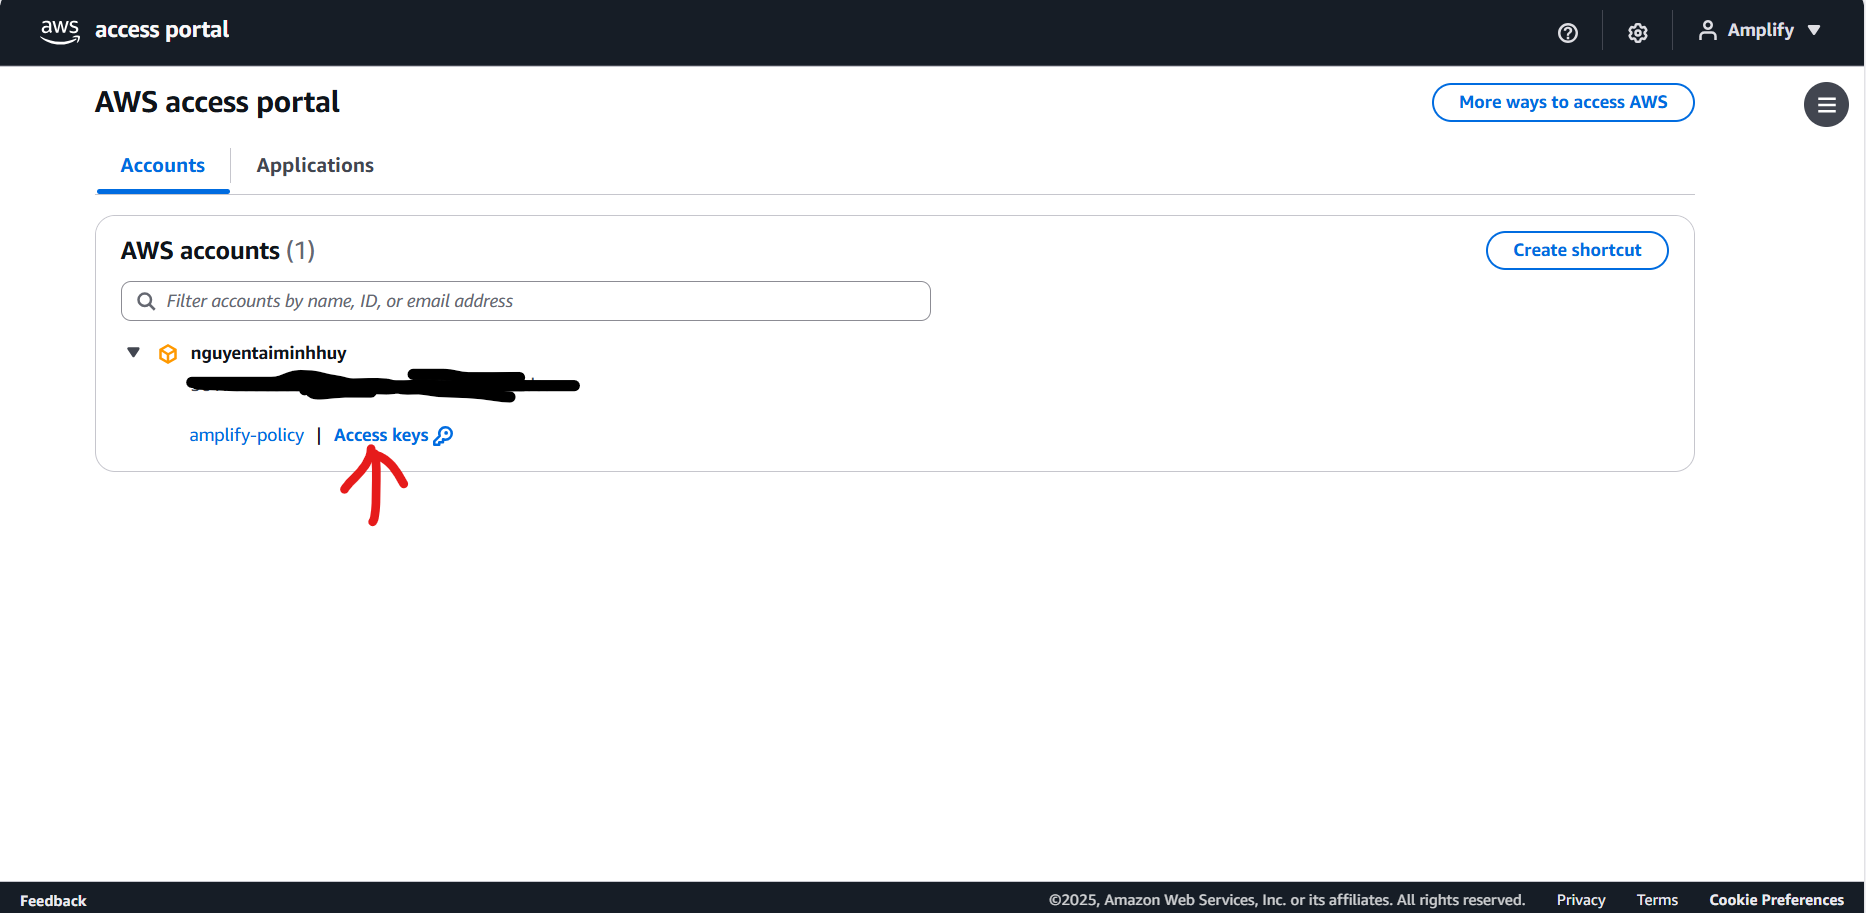 aws access portal
Amplify
AWS access portal
More ways to access AWS
Accounts
Applications
AWS accounts (1)
Create shortcut
Filter accounts by name, ID, or email address
nguyentaiminhhuy
amplify-policy | Access keys
Feedback
©2025, Amazon Web Services, Inc. or its affiliates. All rights reserved.
Privacy
Terms
Cookie Preferences